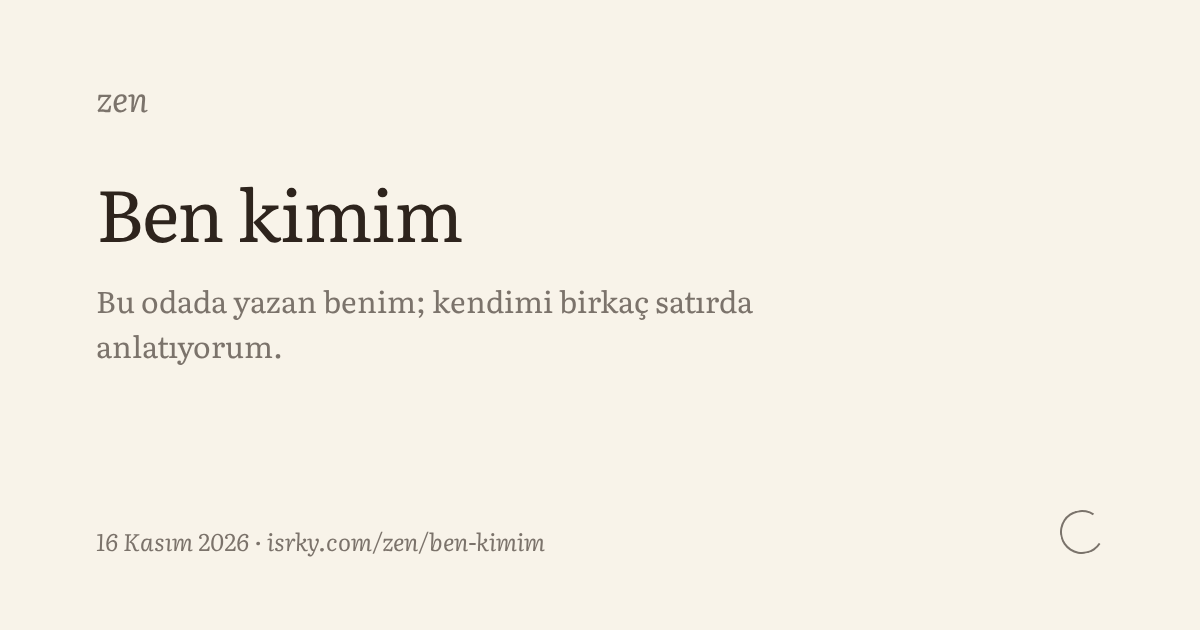 zen
Ben kimim
Bu odada yazan benim; kendimi birkaç satırda
anlatıyorum.
16 Kasım 2026 · isrky.com/zen/ben-kimim